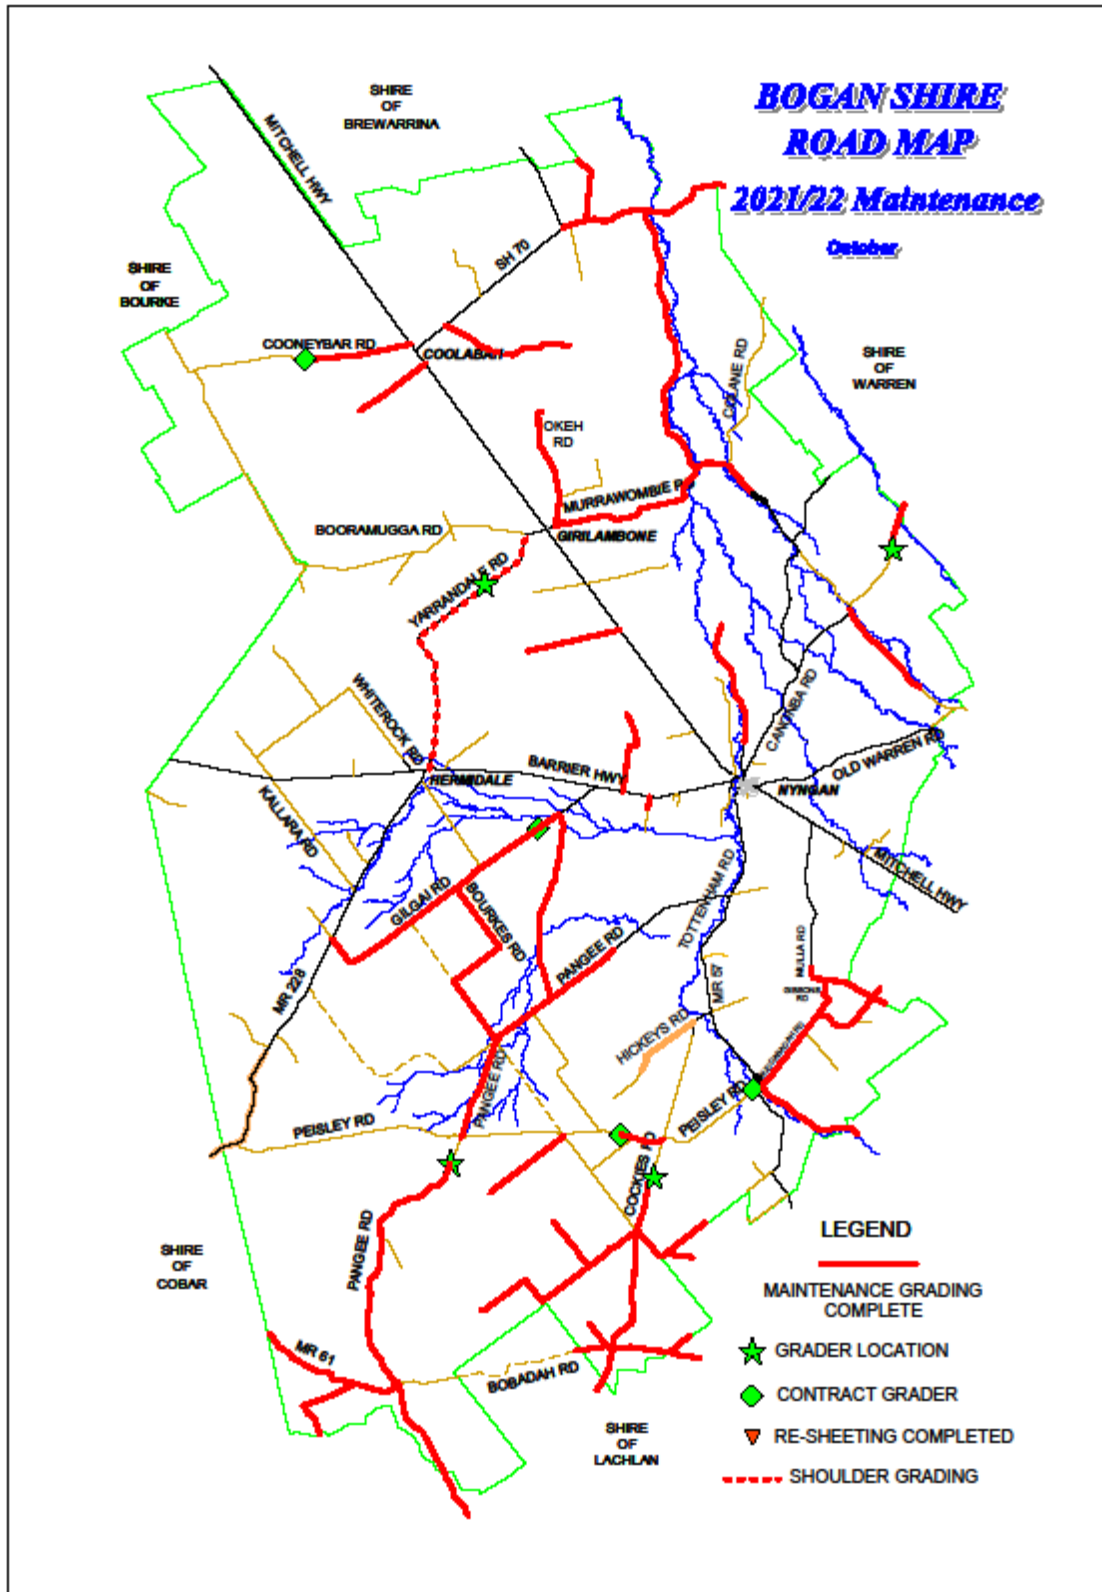 BOGAN SHIRE
ROAD MAP
2021/22 Maintenance
October
SHIRE
OF
BREWARRINA
MITCHELL HWY
SH 70
SHIRE
OF
BOURKE
COONEYBAR RD
COOLABAH
COLANE RD
SHIRE
OF
WARREN
OKEH
RD
MURRAWOMBIE RD
BOORAMUGGA RD
GIRILAMBONE
YARRANDALE RD
WHITEROCK RD
CANONBA RD
BARRIER HWY
OLD WARREN RD
HERMIDALE
NYNGAN
KALLARA RD
MITCHELL HWY
TOTTENHAM RD
GILGAI RD
BOURKES RD
PANGEE RD
MULLA RD
MR 228
MR 57
HICKEYS RD
PANGEE RD
PEISLEY RD
PEISLEY RD
COCKIES RD
PANGEE RD
SHIRE
OF
COBAR
MR 61
BOBADAH RD
SHIRE
OF
LACHLAN
LEGEND
MAINTENANCE GRADING
COMPLETE
GRADER LOCATION
CONTRACT GRADER
RE-SHEETING COMPLETED
SHOULDER GRADING